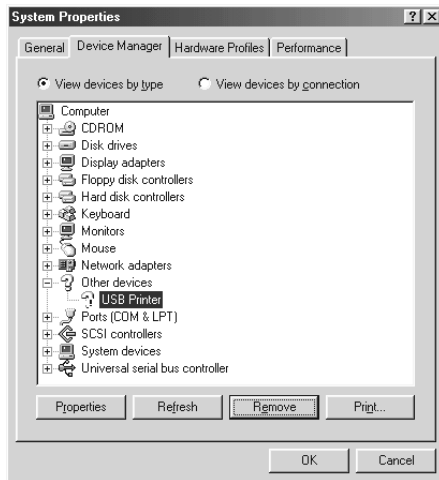 System Properties
General Device Manager Hardware Profiles Performance
View devices by type View devices by connection
Computer
CDROM
Disk drives
Display adapters
Floppy disk controllers
Hard disk controllers
Keyboard
Monitors
Mouse
Network adapters
Other devices
USB Printer
Ports (COM & LPT)
SCSI controllers
System devices
Universal serial bus controller
Properties Refresh Remove Print...
OK Cancel